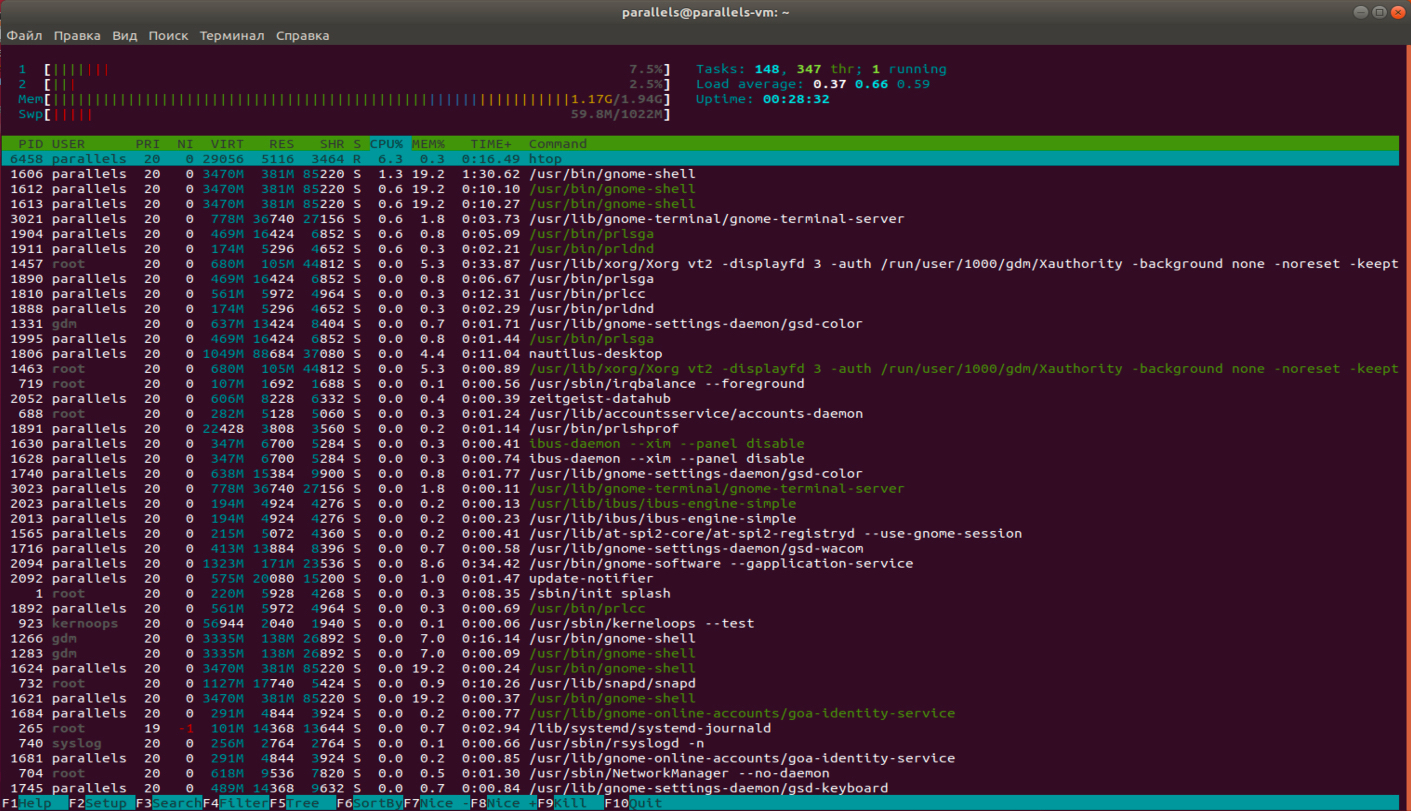 parallels@parallels-vm: ~
Файл Правка Вид Поиск Терминал Справка
1 [||||||| 7.5%] Tasks: 148, 347 thr; 1 running
2 [||| 2.5%] Load average: 0.37 0.66 0.59
Mem[||||||||||||||||||||||||||||||||||||||||||||||||||||||||||||||1.17G/1.94G] Uptime: 00:28:32
Swp[||||| 59.8M/1022M]
PID USER PRI NI VIRT RES SHR S CPU% MEM% TIME+ Command
6458 parallels 20 0 29056 5116 3464 R 6.3 0.3 0:16.49 htop
1606 parallels 20 0 3470M 381M 85220 S 1.3 19.2 1:30.62 /usr/bin/gnome-shell
1612 parallels 20 0 3470M 381M 85220 S 0.6 19.2 0:10.10 /usr/bin/gnome-shell
1613 parallels 20 0 3470M 381M 85220 S 0.6 19.2 0:10.27 /usr/bin/gnome-shell
3021 parallels 20 0 778M 36740 27156 S 0.6 1.8 0:03.73 /usr/lib/gnome-terminal/gnome-terminal-server
1904 parallels 20 0 469M 16424 6852 S 0.6 0.8 0:05.09 /usr/bin/prlsga
1911 parallels 20 0 174M 5296 4652 S 0.6 0.3 0:02.21 /usr/bin/prldnd
1457 root 20 0 680M 105M 44812 S 0.0 5.3 0:33.87 /usr/lib/xorg/Xorg vt2 -displayfd 3 -auth /run/user/1000/gdm/Xauthority -background none -noreset -keept
1890 parallels 20 0 469M 16424 6852 S 0.0 0.8 0:06.67 /usr/bin/prlsga
1810 parallels 20 0 561M 5972 4964 S 0.0 0.3 0:12.31 /usr/bin/prlcc
1888 parallels 20 0 174M 5296 4652 S 0.0 0.3 0:02.29 /usr/bin/prldnd
1331 gdm 20 0 637M 13424 8404 S 0.0 0.7 0:01.71 /usr/lib/gnome-settings-daemon/gsd-color
1995 parallels 20 0 469M 16424 6852 S 0.0 0.8 0:01.44 /usr/bin/prlsga
1806 parallels 20 0 1049M 88684 37080 S 0.0 4.4 0:11.04 nautilus-desktop
1463 root 20 0 680M 105M 44812 S 0.0 5.3 0:00.89 /usr/lib/xorg/Xorg vt2 -displayfd 3 -auth /run/user/1000/gdm/Xauthority -background none -noreset -keept
719 root 20 0 107M 1692 1688 S 0.0 0.1 0:00.56 /usr/sbin/irqbalance --foreground
2052 parallels 20 0 606M 8228 6332 S 0.0 0.4 0:00.39 zeitgeist-datahub
688 root 20 0 282M 5128 5060 S 0.0 0.3 0:01.24 /usr/lib/accountsservice/accounts-daemon
1891 parallels 20 0 22428 3808 3560 S 0.0 0.2 0:01.14 /usr/bin/prlshprof
1630 parallels 20 0 347M 6700 5284 S 0.0 0.3 0:00.41 ibus-daemon --xim --panel disable
1628 parallels 20 0 347M 6700 5284 S 0.0 0.3 0:00.74 ibus-daemon --xim --panel disable
1740 parallels 20 0 638M 15384 9900 S 0.0 0.8 0:01.77 /usr/lib/gnome-settings-daemon/gsd-color
3023 parallels 20 0 778M 36740 27156 S 0.0 1.8 0:00.11 /usr/lib/gnome-terminal/gnome-terminal-server
2023 parallels 20 0 194M 4924 4276 S 0.0 0.2 0:00.13 /usr/lib/ibus/ibus-engine-simple
2013 parallels 20 0 194M 4924 4276 S 0.0 0.2 0:00.23 /usr/lib/ibus/ibus-engine-simple
1565 parallels 20 0 215M 5072 4360 S 0.0 0.2 0:00.41 /usr/lib/at-spi2-core/at-spi2-registryd --use-gnome-session
1716 parallels 20 0 413M 13884 8396 S 0.0 0.7 0:00.58 /usr/lib/gnome-settings-daemon/gsd-wacom
2094 parallels 20 0 1323M 171M 23536 S 0.0 8.6 0:34.42 /usr/bin/gnome-software --gapplication-service
2092 parallels 20 0 575M 20080 15200 S 0.0 1.0 0:01.47 update-notifier
1 root 20 0 220M 5928 4268 S 0.0 0.3 0:08.35 /sbin/init splash
1892 parallels 20 0 561M 5972 4964 S 0.0 0.3 0:00.69 /usr/bin/prlcc
923 kernoops 20 0 56944 2040 1940 S 0.0 0.1 0:00.06 /usr/sbin/kerneloops --test
1266 gdm 20 0 3335M 138M 26892 S 0.0 7.0 0:16.14 /usr/bin/gnome-shell
1283 gdm 20 0 3335M 138M 26892 S 0.0 7.0 0:00.09 /usr/bin/gnome-shell
1624 parallels 20 0 3470M 381M 85220 S 0.0 19.2 0:00.24 /usr/bin/gnome-shell
732 root 20 0 1127M 17740 5424 S 0.0 0.9 0:10.26 /usr/lib/snapd/snapd
1621 parallels 20 0 3470M 381M 85220 S 0.0 19.2 0:00.37 /usr/bin/gnome-shell
1684 parallels 20 0 291M 4844 3924 S 0.0 0.2 0:00.77 /usr/lib/gnome-online-accounts/goa-identity-service
265 root 19 -1 101M 14368 13644 S 0.0 0.7 0:02.94 /lib/systemd/systemd-journald
740 syslog 20 0 256M 2764 2764 S 0.0 0.1 0:00.66 /usr/sbin/rsyslogd -n
1681 parallels 20 0 291M 4844 3924 S 0.0 0.2 0:00.85 /usr/lib/gnome-online-accounts/goa-identity-service
704 root 20 0 618M 9536 7820 S 0.0 0.5 0:01.30 /usr/sbin/NetworkManager --no-daemon
1745 parallels 20 0 489M 14368 9632 S 0.0 0.7 0:00.84 /usr/lib/gnome-settings-daemon/gsd-keyboard
F1Help F2Setup F3SearchF4FilterF5Tree F6SortByF7Nice -F8Nice +F9Kill F10Quit